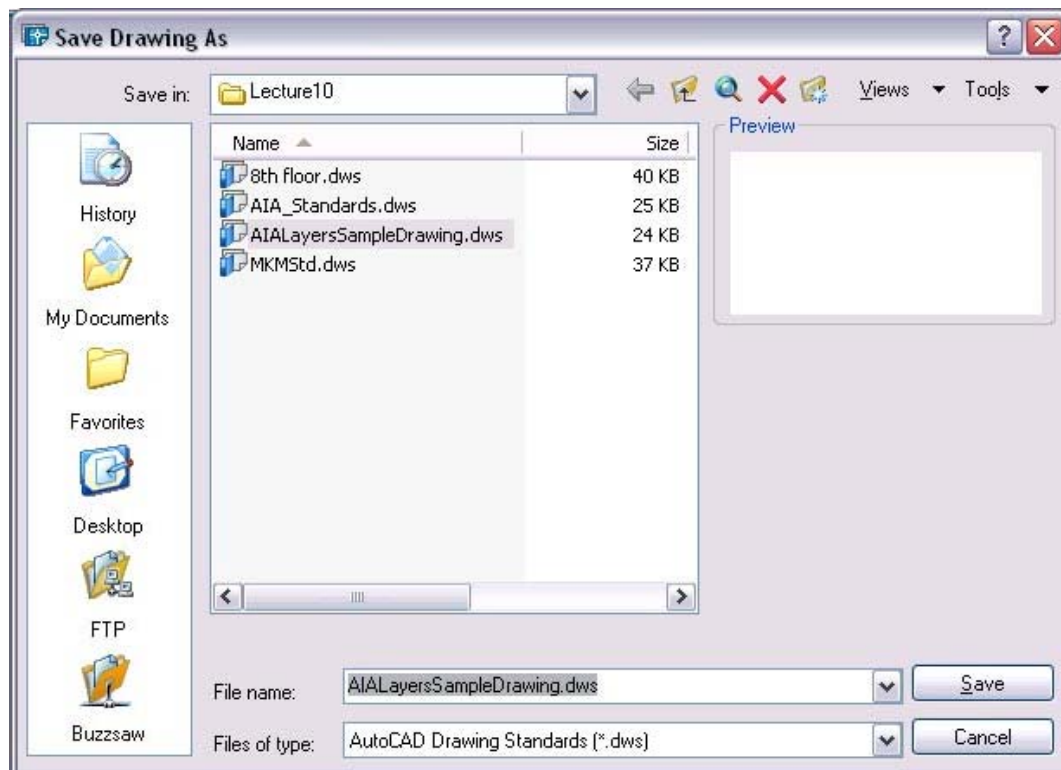 Save Drawing As
Save in:
Lecture10
Views
Tools
Name
Size
Preview
8th floor.dws
40 KB
AIA_Standards.dws
25 KB
AIALayersSampleDrawing.dws
24 KB
MKMStd.dws
37 KB
History
My Documents
Favorites
Desktop
FTP
Buzzsaw
File name:
AIALayersSampleDrawing.dws
Save
Files of type:
AutoCAD Drawing Standards (*.dws)
Cancel